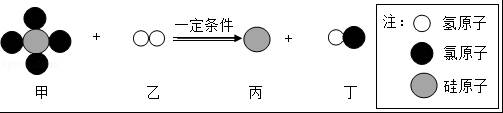 一定条件
+ +
甲 乙 丙 丁
注：
氢原子
氯原子
硅原子